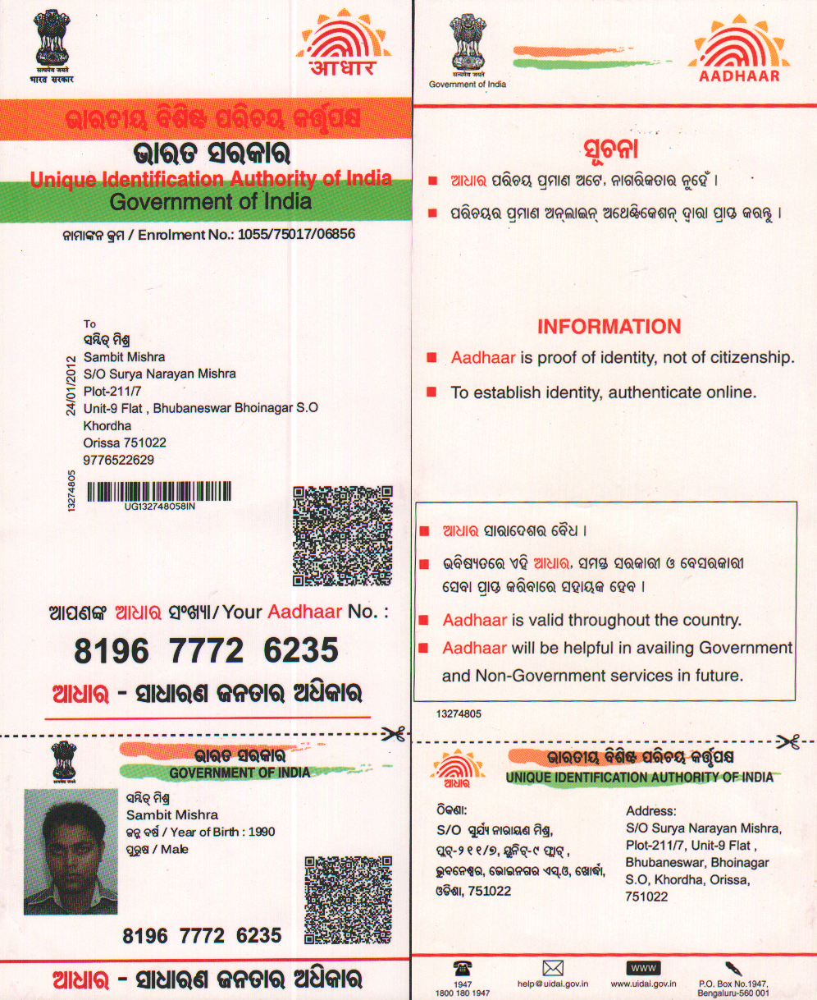 सत्यमेव जयते
भारत सरकार
आधार
ଭାରତୀୟ ବିଶିଷ୍ଟ ପରିଚୟ କର୍ତ୍ତୃପକ୍ଷ
ଭାରତ ସରକାର
Unique Identification Authority of India
Government of India
ନାମାଙ୍କନ କ୍ରମ / Enrolment No.: 1055/75017/06856
To
ସମ୍ବିତ୍ ମିଶ୍ର
Sambit Mishra
S/O Surya Narayan Mishra
Plot-211/7
Unit-9 Flat , Bhubaneswar Bhoinagar S.O
Khordha
Orissa 751022
9776522629
24/01/2012
13274805
UG132748058IN
ଆପଣଙ୍କ ଆଧାର ସଂଖ୍ୟା/ Your Aadhaar No. :
8196 7772 6235
ଆଧାର - ସାଧାରଣ ଜନତାର ଅଧିକାର
सत्यमेव जयते
ଭାରତ ସରକାର
GOVERNMENT OF INDIA
ସମ୍ବିତ୍ ମିଶ୍ର
Sambit Mishra
ଜନ୍ମ ବର୍ଷ / Year of Birth : 1990
ପୁରୁଷ / Male
8196 7772 6235
ଆଧାର - ସାଧାରଣ ଜନତାର ଅଧିକାର
सत्यमेव जयते
Government of India
AADHAAR
ସୂଚନା
ଆଧାର ପରିଚୟ ପ୍ରମାଣ ଅଟେ, ନାଗରିକତାର ନୁହେଁ ।
ପରିଚୟର ପ୍ରମାଣ ଅନ୍‌ଲାଇନ୍ ଅଥେଣ୍ଟିକେଶନ୍ ଦ୍ୱାରା ପ୍ରାପ୍ତ କରନ୍ତୁ ।
INFORMATION
Aadhaar is proof of identity, not of citizenship.
To establish identity, authenticate online.
ଆଧାର ସାରାଦେଶର ବୈଧ ।
ଭବିଷ୍ୟତରେ ଏହି ଆଧାର, ସମସ୍ତ ସରକାରୀ ଓ ବେସରକାରୀ
ସେବା ପ୍ରାପ୍ତ କରିବାରେ ସହାୟକ ହେବ ।
Aadhaar is valid throughout the country.
Aadhaar will be helpful in availing Government
and Non-Government services in future.
13274805
ଆଧାର
ଭାରତୀୟ ବିଶିଷ୍ଟ ପରିଚୟ କର୍ତ୍ତୃପକ୍ଷ
UNIQUE IDENTIFICATION AUTHORITY OF INDIA
ଠିକଣା:
S/O ସୂର୍ଯ୍ୟ ନାରାୟଣ ମିଶ୍ର,
ପ୍ଲଟ୍-୨୧୧/୭, ୟୁନିଟ୍-୯ ଫ୍ଲାଟ୍ ,
ଭୁବନେଶ୍ୱର, ଭୋଇନଗର ଏସ୍.ଓ, ଖୋର୍ଦ୍ଧା,
ଓଡିଶା, 751022
Address:
S/O Surya Narayan Mishra,
Plot-211/7, Unit-9 Flat ,
Bhubaneswar, Bhoinagar
S.O, Khordha, Orissa,
751022
1947
1800 180 1947
help@uidai.gov.in
www
www.uidai.gov.in
P.O. Box No.1947,
Bengaluru-560 001